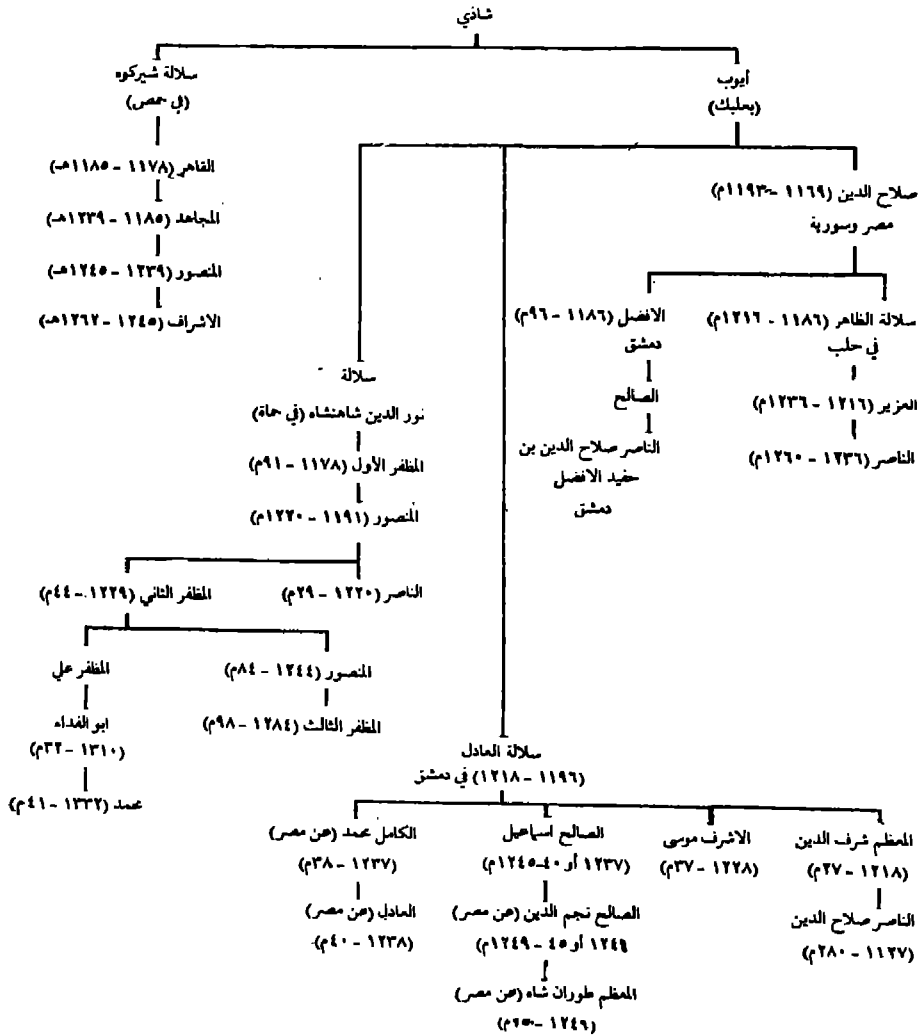 شاذي
أيوب
(بعلبك)
سلالة شيركوه
(في حمص)
القاهر (١١٧٨ - ١١٨٥هـ)
المجاهد (١١٨٥ - ١٢٣٩هـ)
المنصور (١٢٣٩ - ١٢٤٥هـ)
الاشراف (١٢٤٥ - ١٢٦٢هـ)
صلاح الدين (١١٦٩ - ١١٩٣م)
مصر وسورية
سلالة الظاهر (١١٨٦ - ١٢١٦م)
في حلب
العزير (١٢١٦ - ١٢٣٦م)
الناصر (١٢٣٦ - ١٢٦٠م)
الافضل (١١٨٦ - ٩٦م)
دمشق
الصالح
الناصر صلاح الدين بن
حفيد الافضل
دمشق
سلالة
نور الدين شاهنشاه (في حماة)
المظفر الأول (١١٧٨ - ٩١م)
المنصور (١١٩١ - ١٢٢٠م)
الناصر (١٢٢٠ - ٢٩م)
المظفر الثاني (١٢٢٩ - ٤٤م)
المنصور (١٢٤٤ - ٨٤م)
المظفر الثالث (١٢٨٤ - ٩٨م)
المظفر علي
ابو الفداء
(١٣١٠ - ٣٢م)
محمد (١٣٣٢ - ٤١م)
سلالة العادل
(١١٩٦ - ١٢١٨) في دمشق
المعظم شرف الدين
(١٢١٨ - ٢٧م)
الناصر صلاح الدين
(١١٢٧ - ٢٨٠م)
الاشرف موسى
(١٢٢٨ - ٣٧م)
الصالح اسماعيل
(١٢٣٧ أو ٤٠-١٢٤٥م)
الصالح نجم الدين (عن مصر)
١٢٤٩ أو ٤٥ - ١٢٤٩م)
المعظم طوران شاه (عن مصر)
الكامل محمد (عن مصر)
(١٢٣٧ - ٣٨م)
العادل (عن مصر)
(١٢٣٨ - ٤٠م)